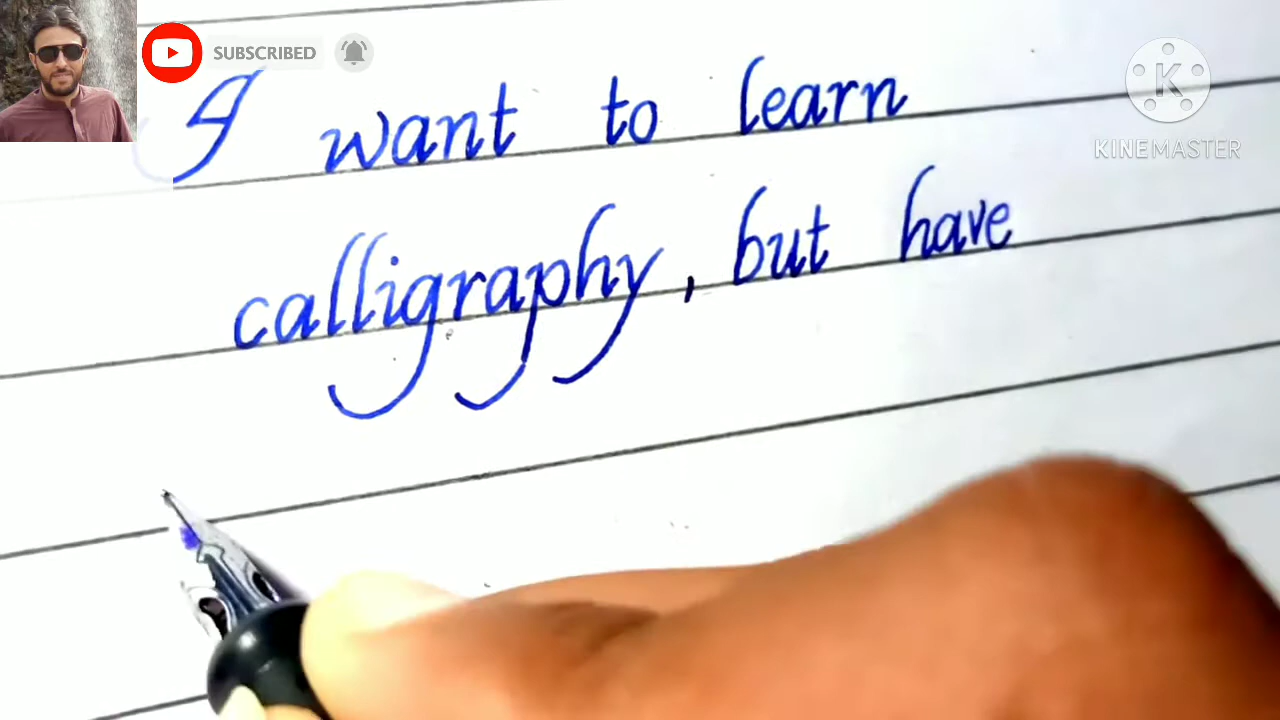 SUBSCRIBED
I want to learn
calligraphy, but have
K
KINEMASTER